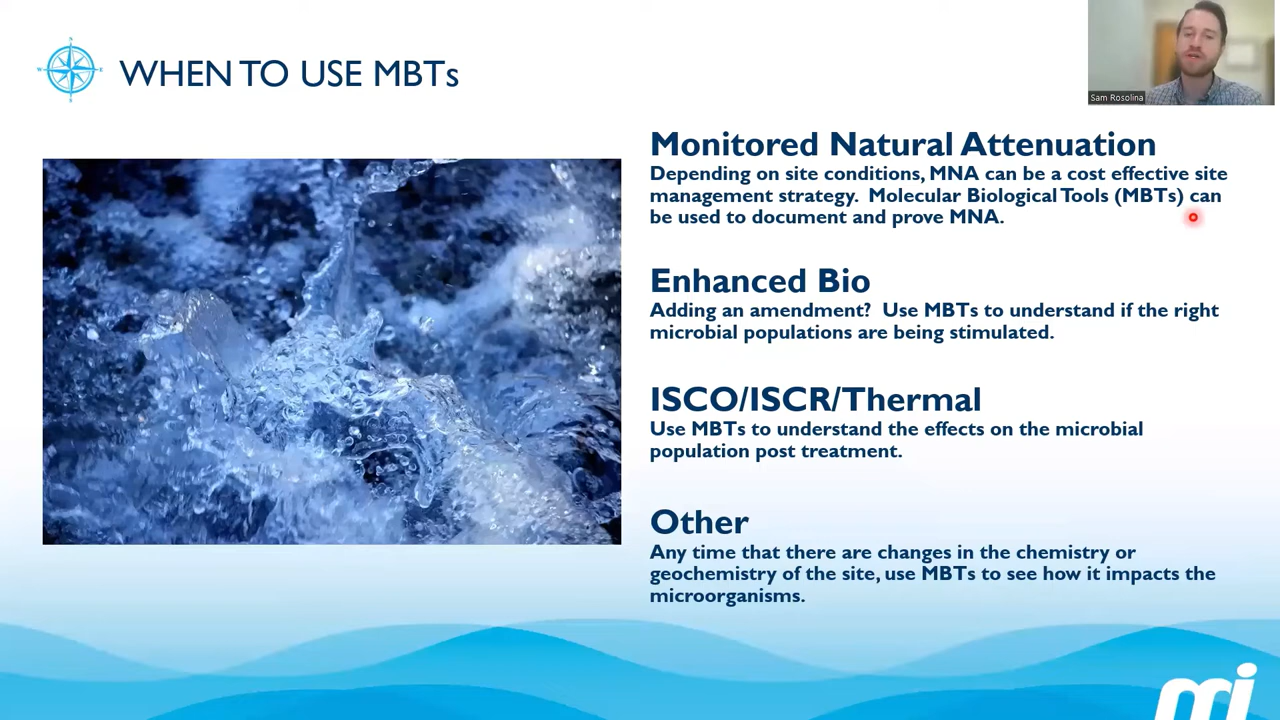 WHEN TO USE MBTs
Sam Rosolina
Monitored Natural Attenuation
Depending on site conditions, MNA can be a cost effective site
management strategy.  Molecular Biological Tools (MBTs) can
be used to document and prove MNA.
Enhanced Bio
Adding an amendment?  Use MBTs to understand if the right
microbial populations are being stimulated.
ISCO/ISCR/Thermal
Use MBTs to understand the effects on the microbial
population post treatment.
Other
Any time that there are changes in the chemistry or
geochemistry of the site, use MBTs to see how it impacts the
microorganisms.
mi